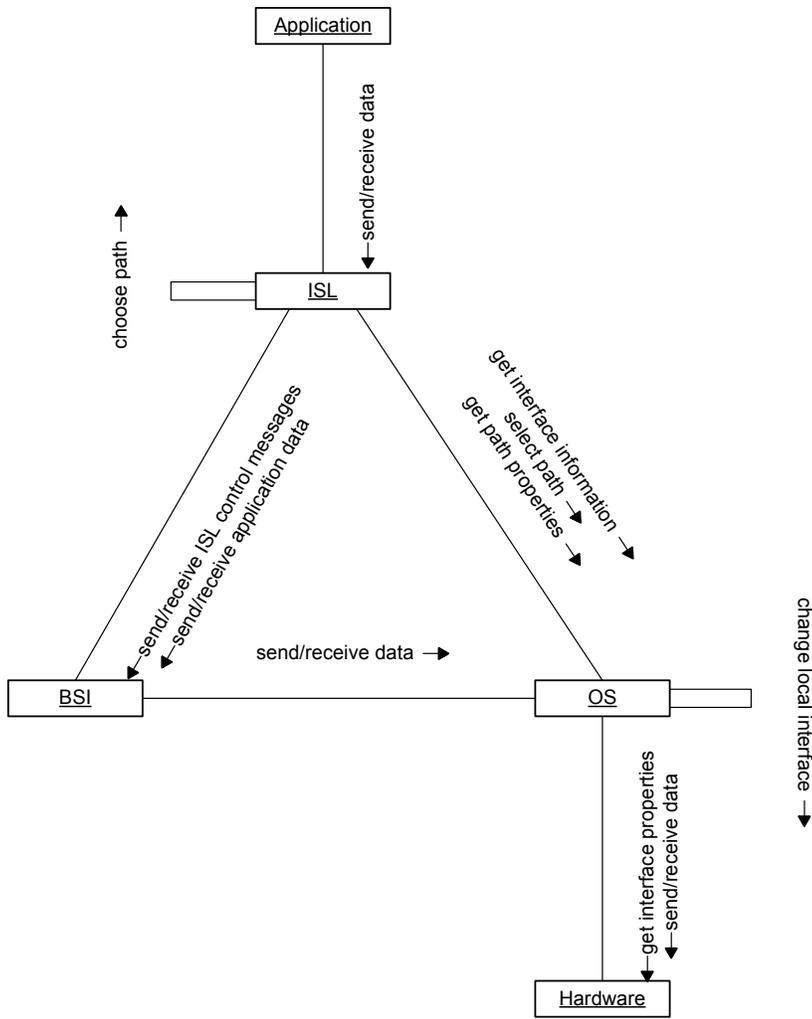 Application
send/receive data
choose path
ISL
get interface information
select path
get path properties
send/receive ISL control messages
send/receive application data
send/receive data
BSI
OS
change local interface
get interface properties
send/receive data
Hardware